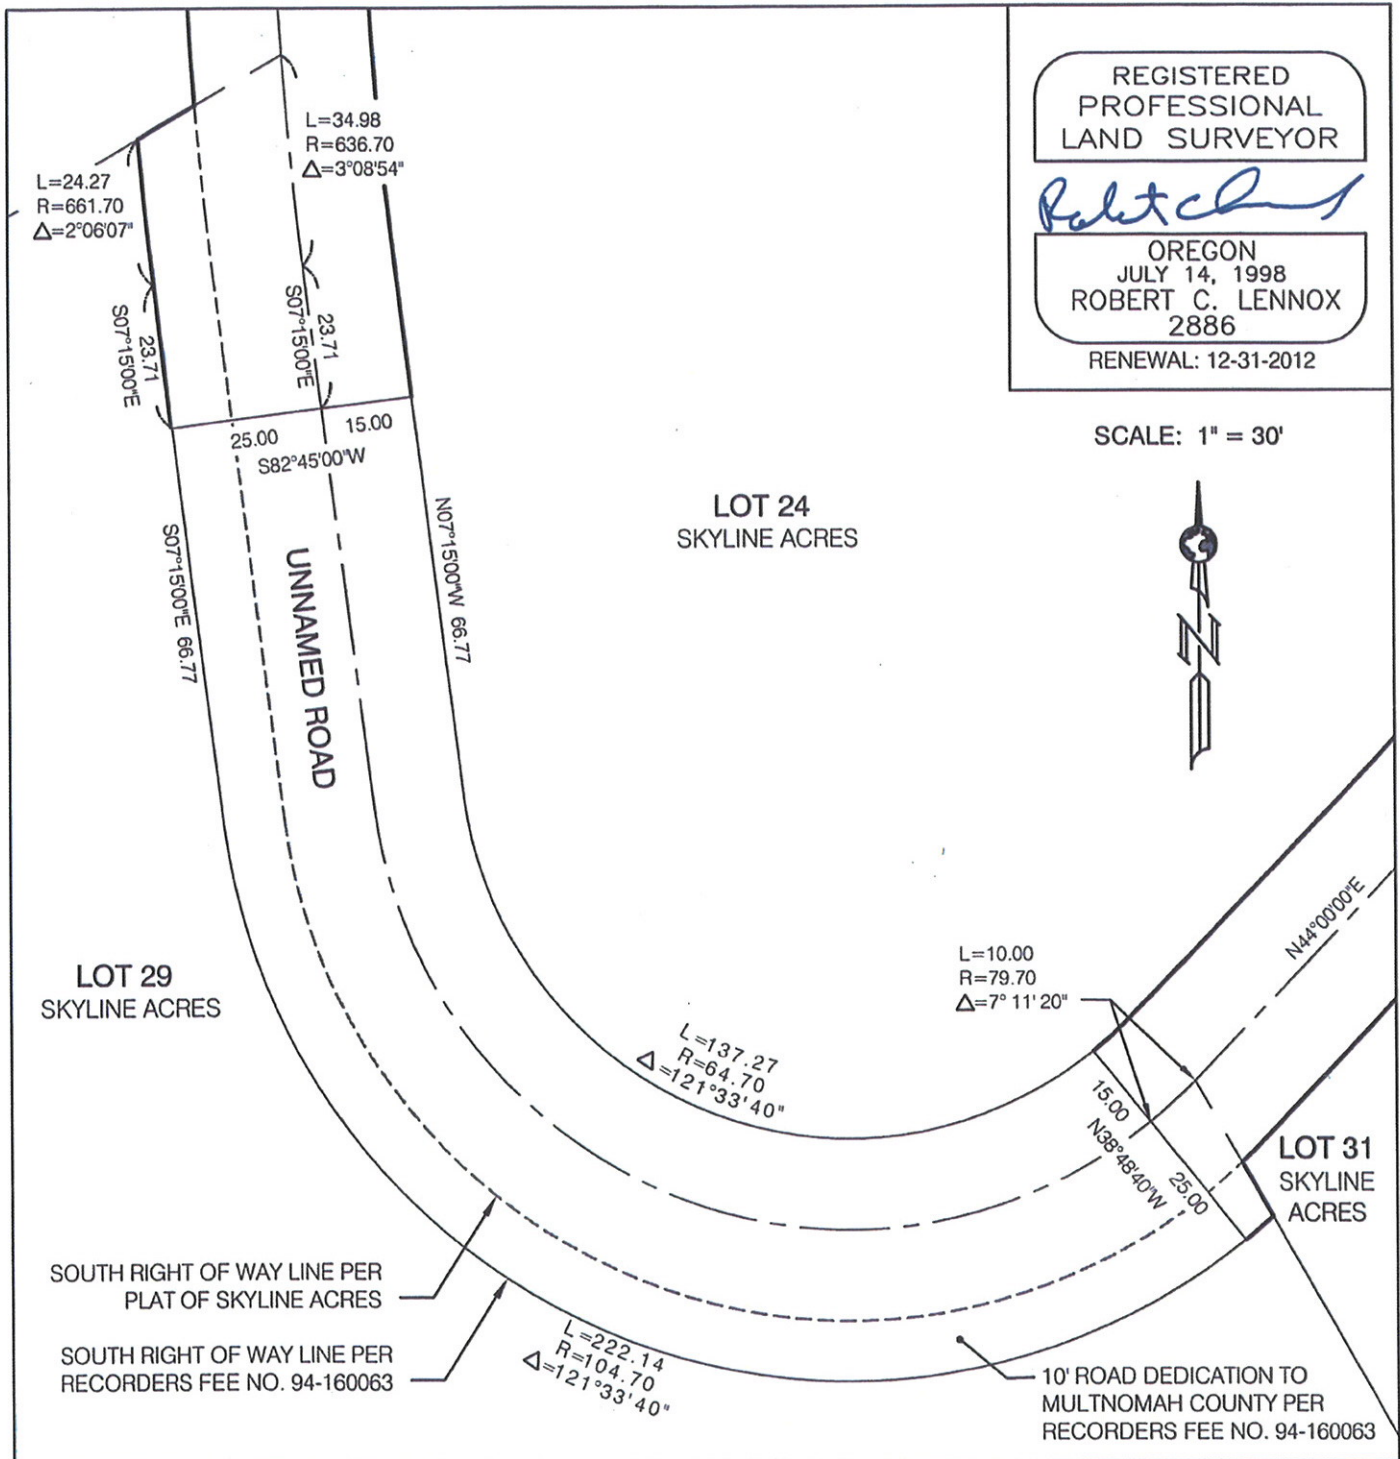 REGISTERED
PROFESSIONAL
LAND SURVEYOR
OREGON
JULY 14, 1998
ROBERT C. LENNOX
2886
RENEWAL: 12-31-2012
SCALE: 1" = 30'
N
L=34.98
R=636.70
Δ=3°08'54"
L=24.27
R=661.70
Δ=2°06'07"
23.71
S07°15'00"E
23.71
S07°15'00"E
25.00
15.00
S82°45'00"W
LOT 24
SKYLINE ACRES
S07°15'00"E 66.77
UNNAMED ROAD
N07°15'00"W 66.77
N44°00'00"E
LOT 29
SKYLINE ACRES
L=10.00
R=79.70
Δ=7° 11' 20"
L=137.27
R=64.70
Δ=121°33'40"
15.00
N38°48'40"W
25.00
LOT 31
SKYLINE
ACRES
SOUTH RIGHT OF WAY LINE PER
PLAT OF SKYLINE ACRES
SOUTH RIGHT OF WAY LINE PER
RECORDERS FEE NO. 94-160063
L=222.14
R=104.70
Δ=121°33'40"
10' ROAD DEDICATION TO
MULTNOMAH COUNTY PER
RECORDERS FEE NO. 94-160063